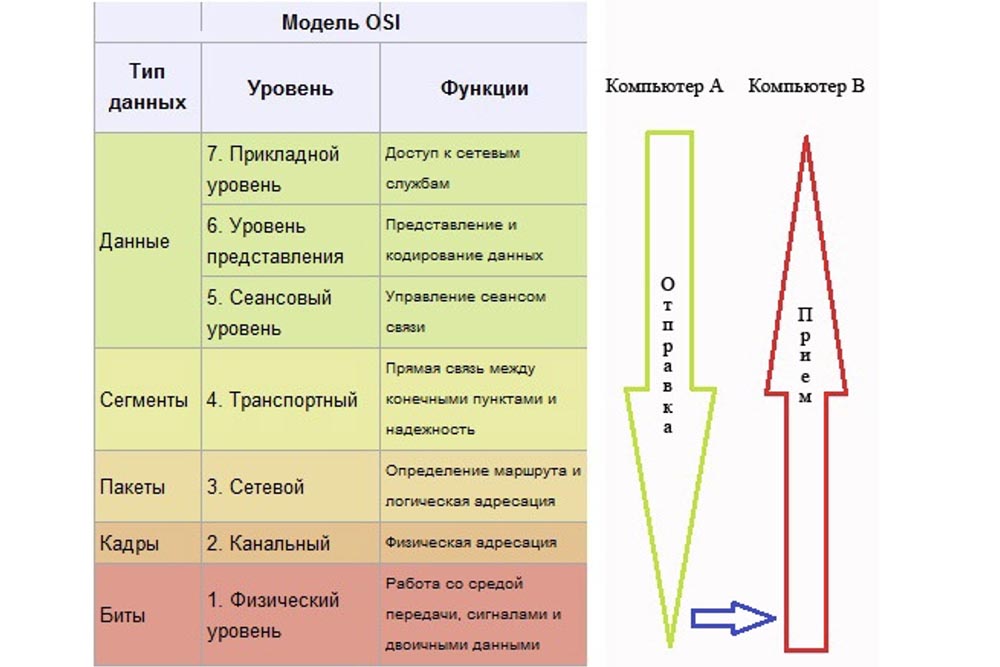 Модель OSI
Тип
данных
Уровень
Функции
Данные
7. Прикладной
уровень
Доступ к сетевым
службам
6. Уровень
представления
Представление и
кодирование данных
5. Сеансовый
уровень
Управление сеансом
связи
Сегменты
4. Транспортный
Прямая связь между
конечными пунктами и
надежность
Пакеты
3. Сетевой
Определение маршрута и
логическая адресация
Кадры
2. Канальный
Физическая адресация
Биты
1. Физический
уровень
Работа со средой
передачи, сигналами и
двоичными данными
Компьютер А
Компьютер В
Отправка
Прием